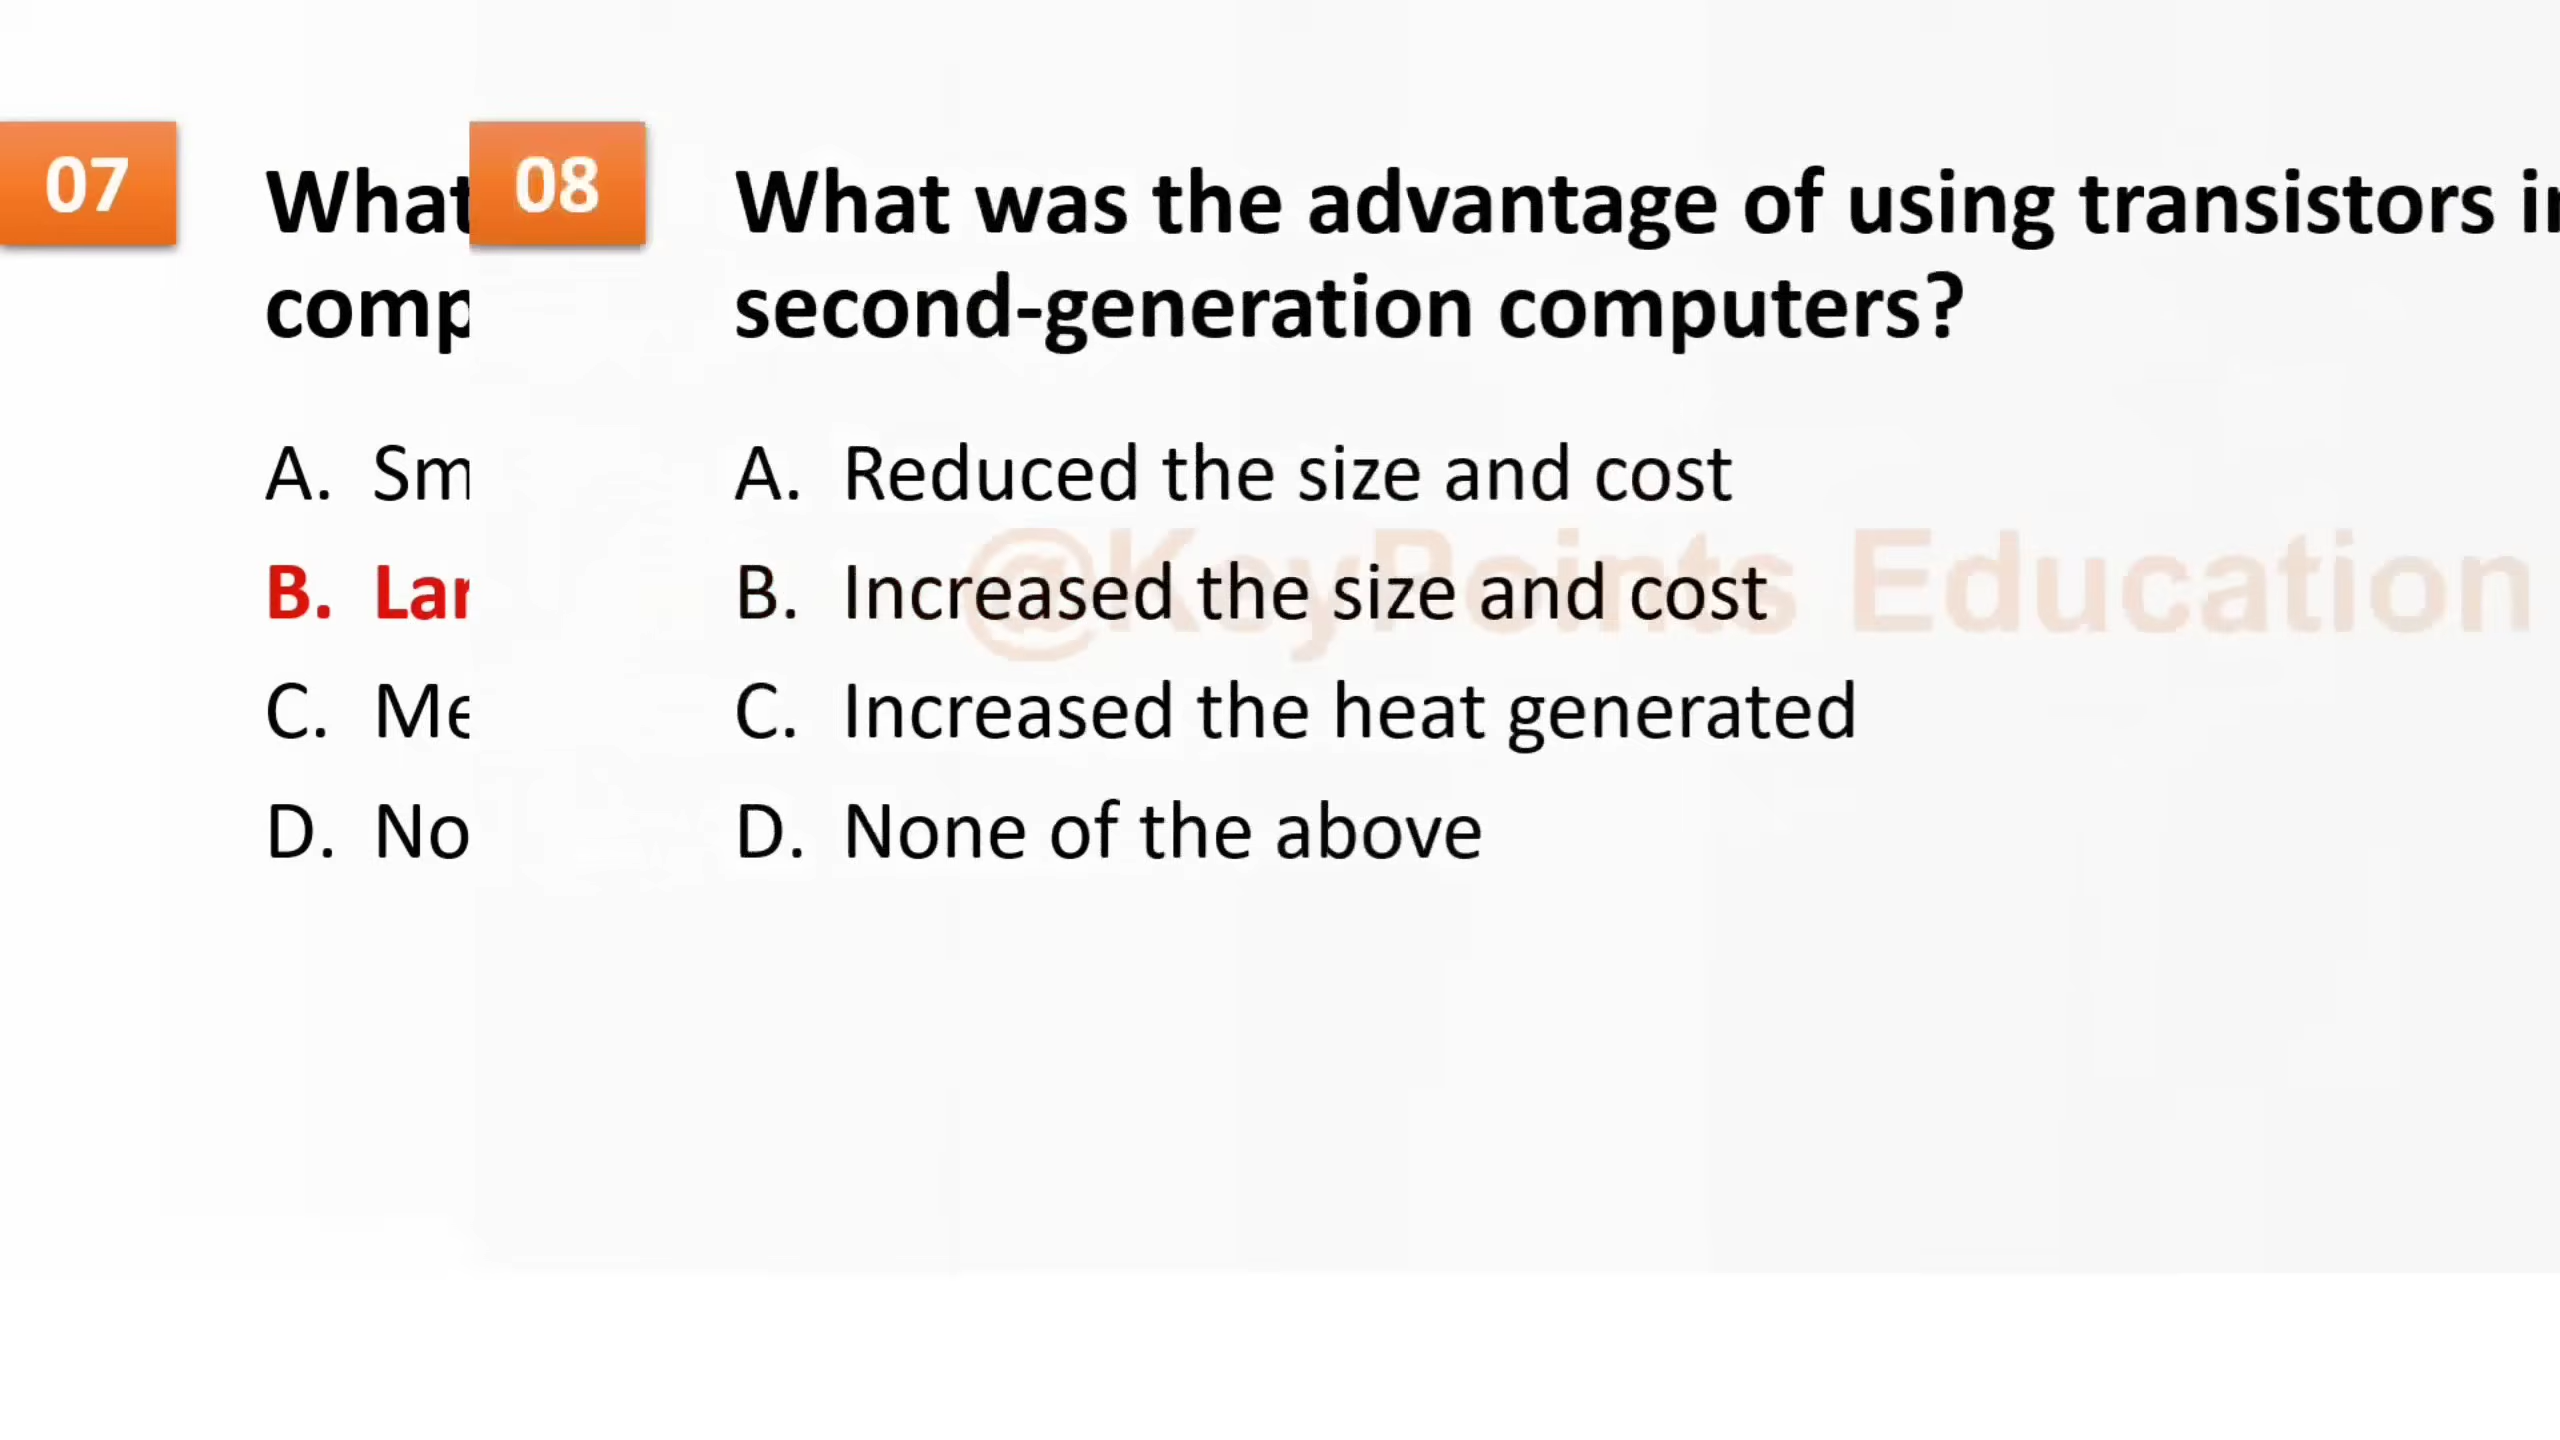 07
What
comp
A. Sm
B. Lar
C. Me
D. No
08
What was the advantage of using transistors in
second-generation computers?
A. Reduced the size and cost
B. Increased the size and cost
C. Increased the heat generated
D. None of the above
@KeyPoints Education